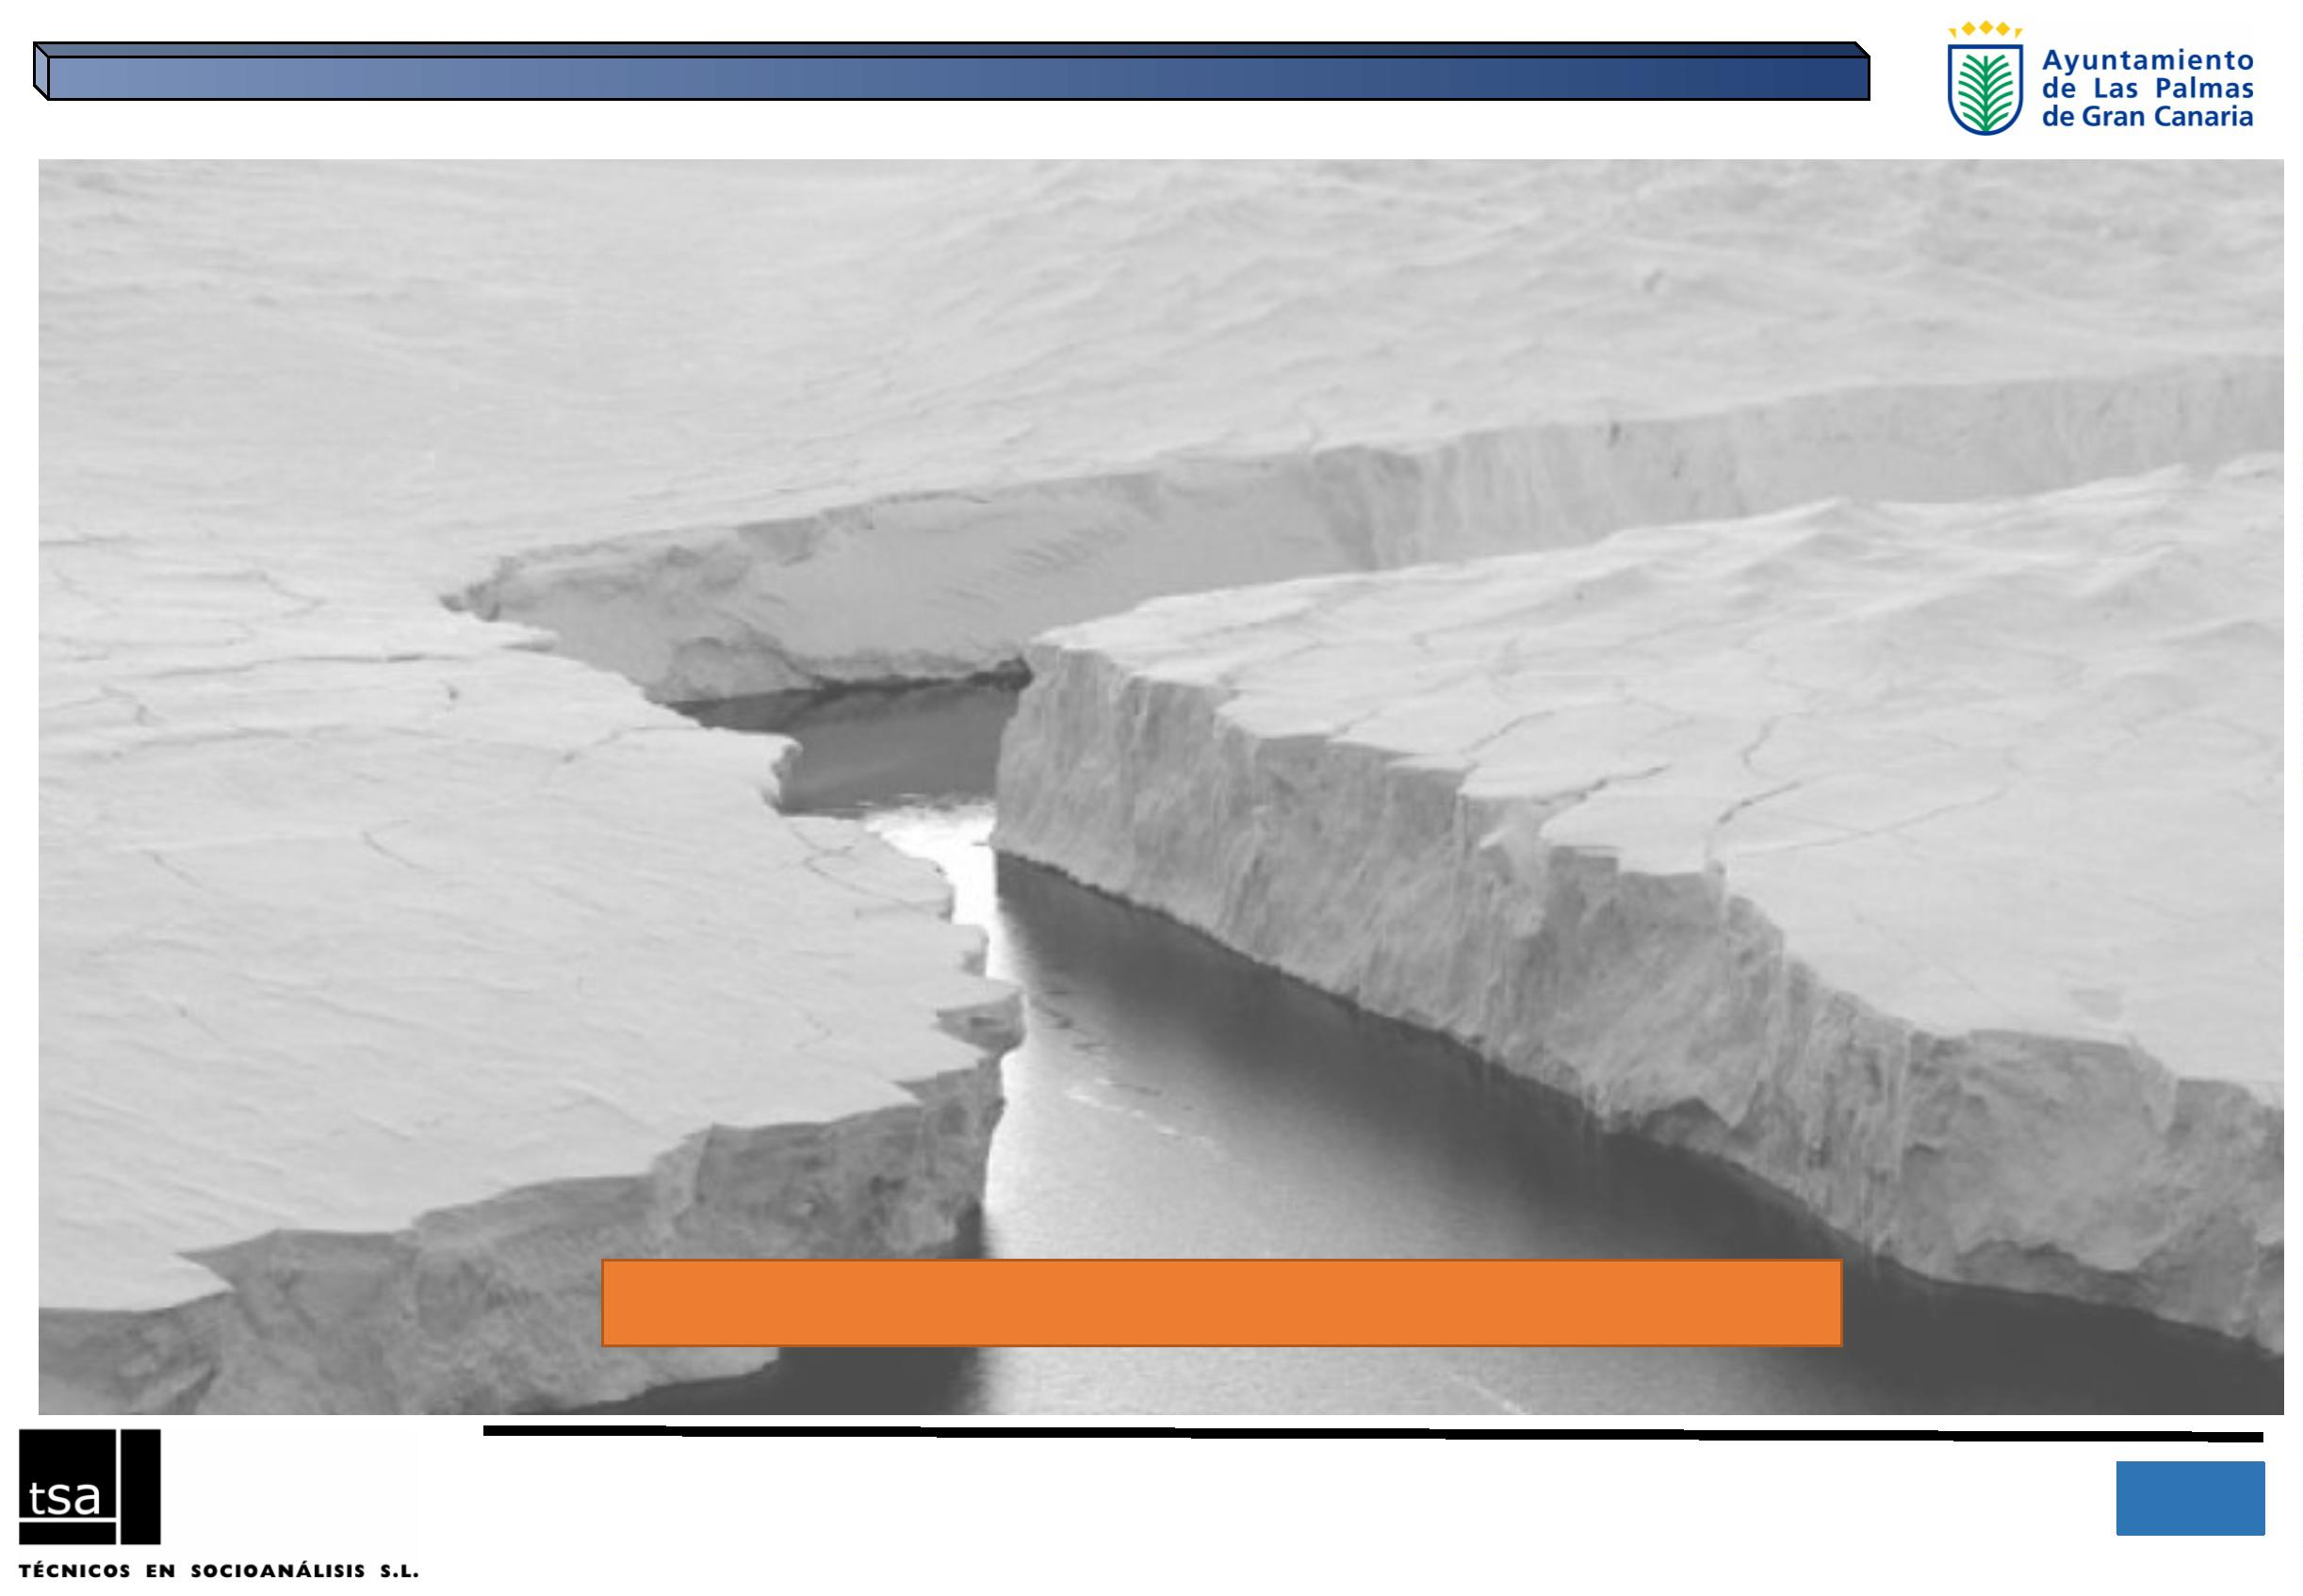 Ayuntamiento
de Las Palmas
de Gran Canaria
tsa
TÉCNICOS EN SOCIOANÁLISIS S.L.